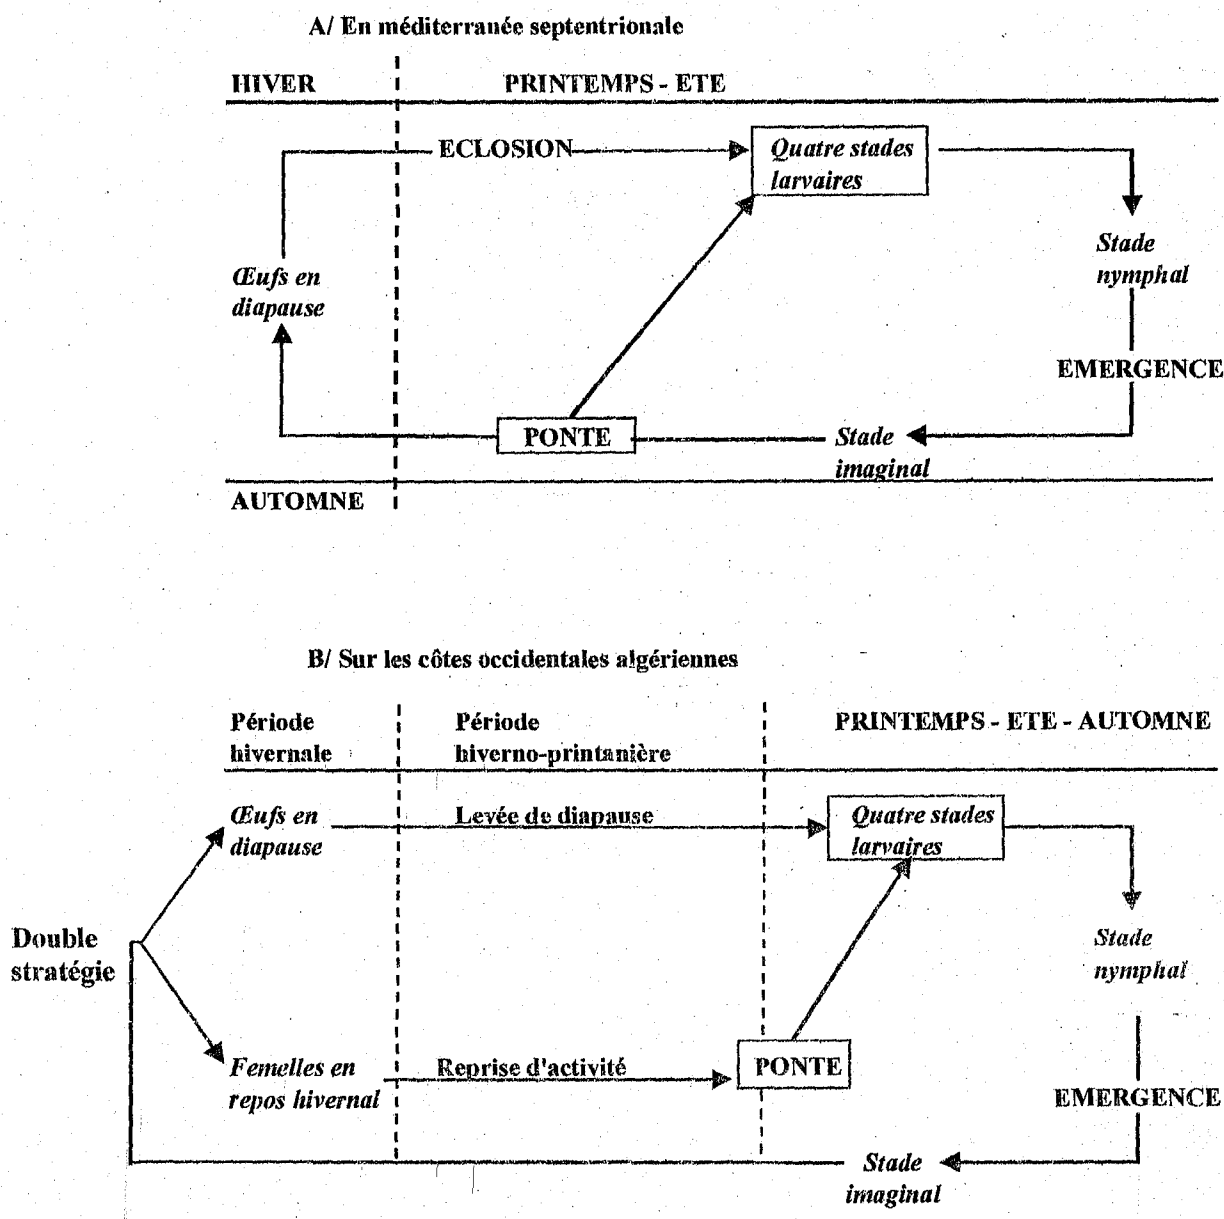 A/ En méditerranée septentrionale
HIVER
PRINTEMPS - ETE
ECLOSION
Quatre stades
larvaires
Stade
nymphal
Œufs en
diapause
EMERGENCE
PONTE
Stade
imaginal
AUTOMNE
B/ Sur les côtes occidentales algériennes
Période
hivernale
Période
hiverno-printanière
PRINTEMPS - ETE - AUTOMNE
Œufs en
diapause
Levée de diapause
Quatre stades
larvaires
Double
stratégie
Stade
nymphal
Femelles en
repos hivernal
Reprise d'activité
PONTE
EMERGENCE
Stade
imaginal